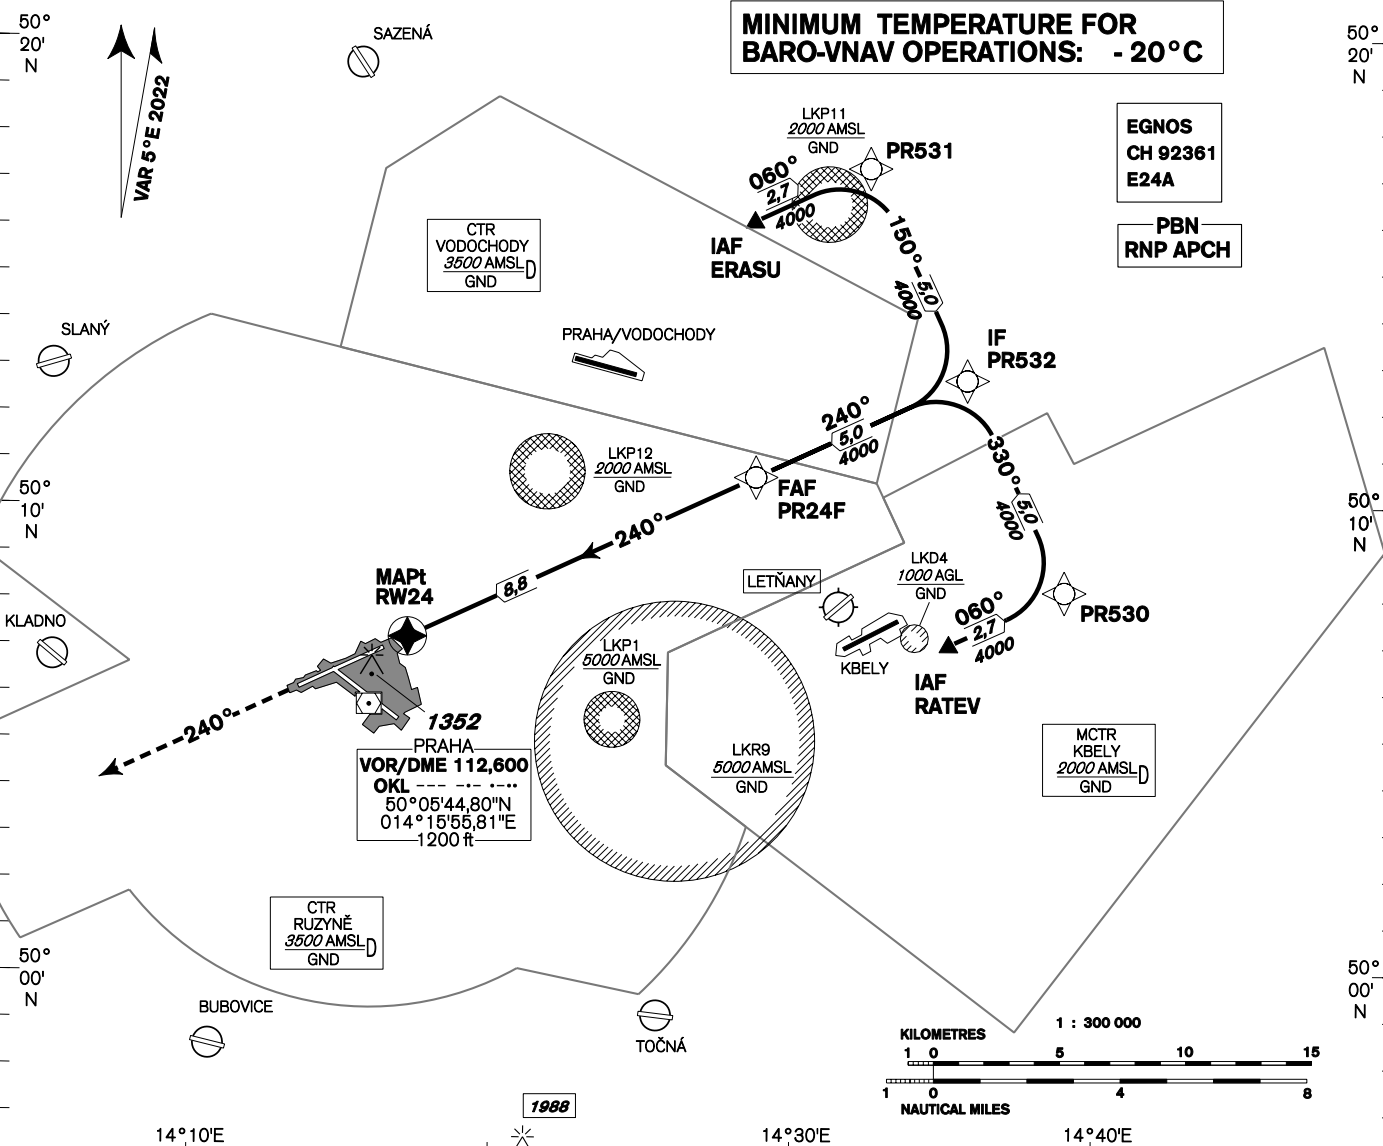 50°
20'
N
SAZENÁ
MINIMUM TEMPERATURE FOR
BARO-VNAV OPERATIONS: - 20°C
50°
20'
N
VAR 5°E 2022
LKP11
2000 AMSL
GND
PR531
EGNOS
CH 92361
E24A
060°
2,7
4000
PBN
RNP APCH
IAF
ERASU
150°
5,0
4000
CTR
VODOCHODY
3500 AMSL D
GND
SLANÝ
PRAHA/VODOCHODY
IF
PR532
240°
5,0
4000
330°
5,0
4000
LKP12
2000 AMSL
GND
FAF
PR24F
50°
10'
N
50°
10'
N
240°
8,8
MAPt
RW24
LETŇANY
LKD4
1000 AGL
GND
KLADNO
060°
2,7
4000
PR530
LKP1
5000 AMSL
GND
KBELY
IAF
RATEV
240°
1352
PRAHA
VOR/DME 112,600
OKL --- -·- ·-··
50°05'44,80"N
014°15'55,81"E
1200 ft
LKR9
5000 AMSL
GND
MCTR
KBELY
2000 AMSL D
GND
CTR
RUZYNĚ
3500 AMSL D
GND
50°
00'
N
50°
00'
N
BUBOVICE
TOČNÁ
1 : 300 000
KILOMETRES
1 0 5 10 15
1 0 4 8
NAUTICAL MILES
1988
14°10'E
14°30'E
14°40'E